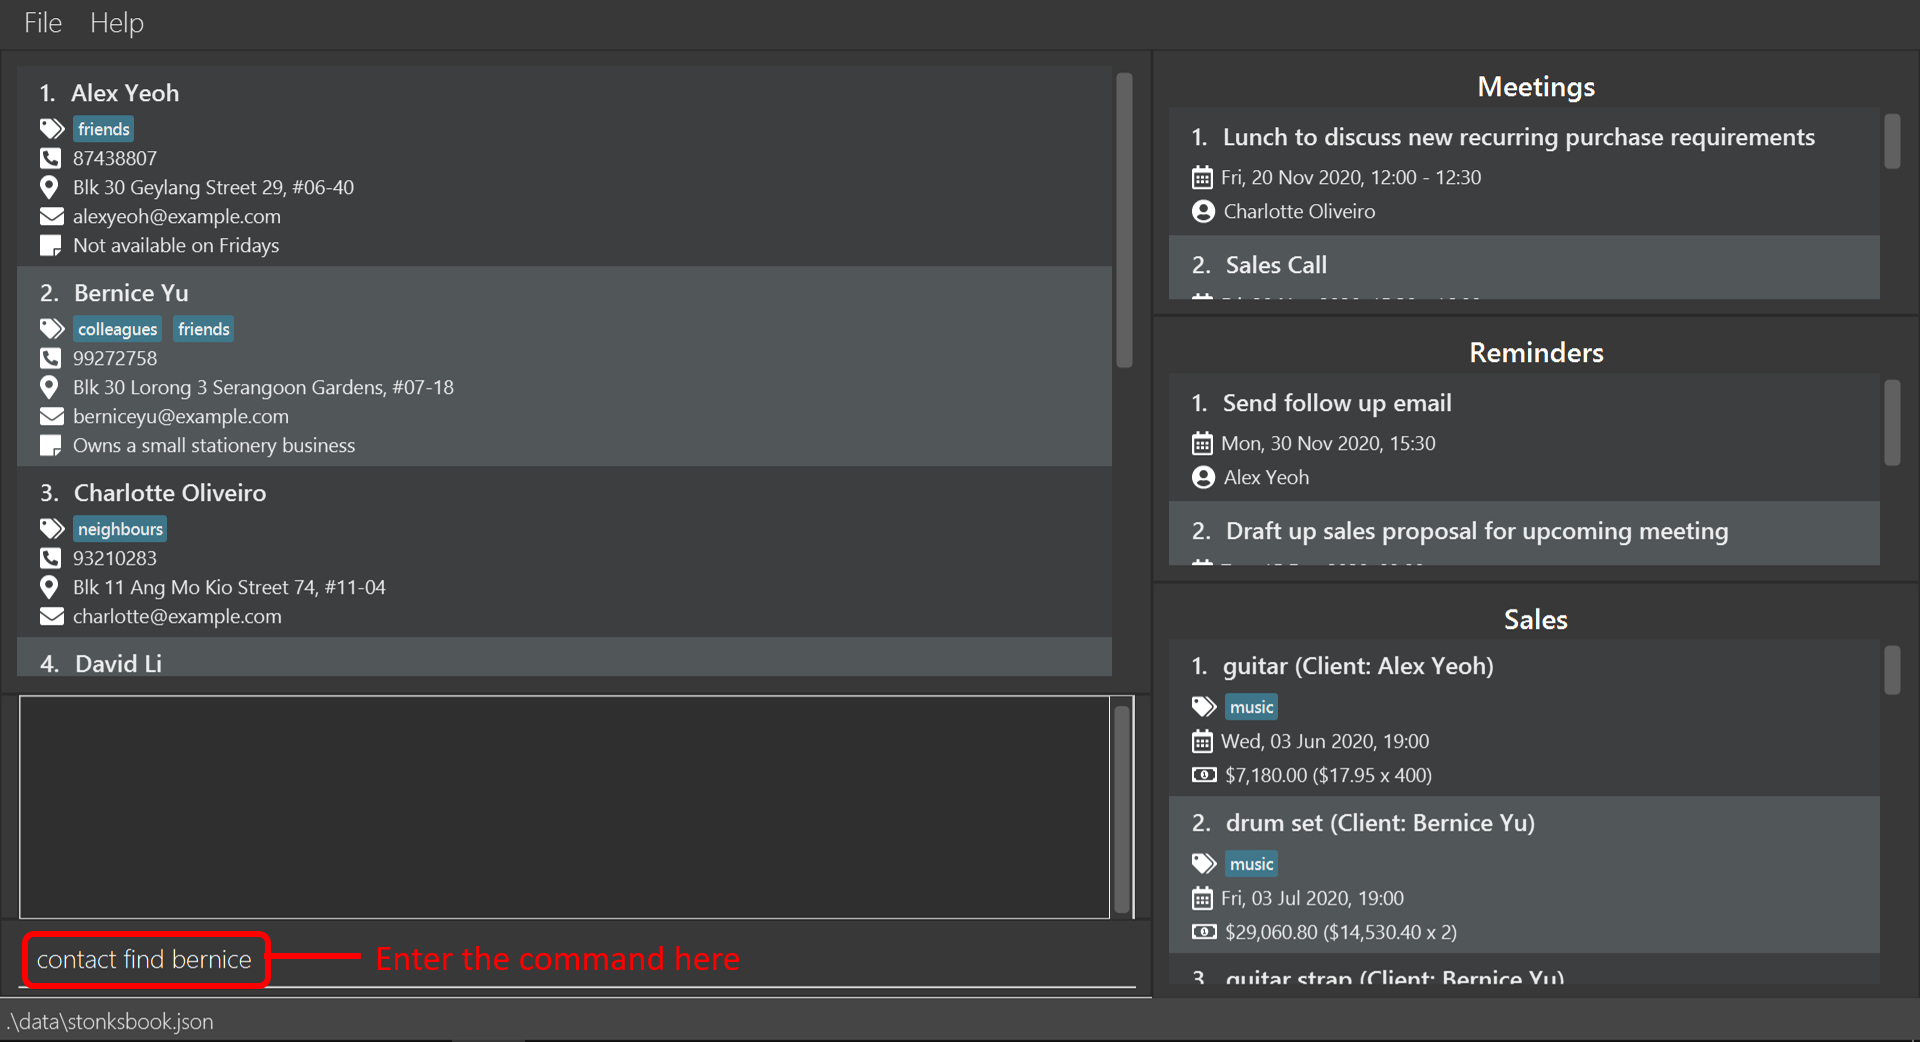 File Help
1. Alex Yeoh
friends
87438807
Blk 30 Geylang Street 29, #06-40
alexyeoh@example.com
Not available on Fridays
2. Bernice Yu
colleagues friends
99272758
Blk 30 Lorong 3 Serangoon Gardens, #07-18
berniceyu@example.com
Owns a small stationery business
3. Charlotte Oliveiro
neighbours
93210283
Blk 11 Ang Mo Kio Street 74, #11-04
charlotte@example.com
4. David Li
contact find bernice
Enter the command here
.\data\stonksbook.json
Meetings
1. Lunch to discuss new recurring purchase requirements
Fri, 20 Nov 2020, 12:00 - 12:30
Charlotte Oliveiro
2. Sales Call
Reminders
1. Send follow up email
Mon, 30 Nov 2020, 15:30
Alex Yeoh
2. Draft up sales proposal for upcoming meeting
Sales
1. guitar (Client: Alex Yeoh)
music
Wed, 03 Jun 2020, 19:00
$7,180.00 ($17.95 x 400)
2. drum set (Client: Bernice Yu)
music
Fri, 03 Jul 2020, 19:00
$29,060.80 ($14,530.40 x 2)
3. guitar strap (Client: Bernice Yu)